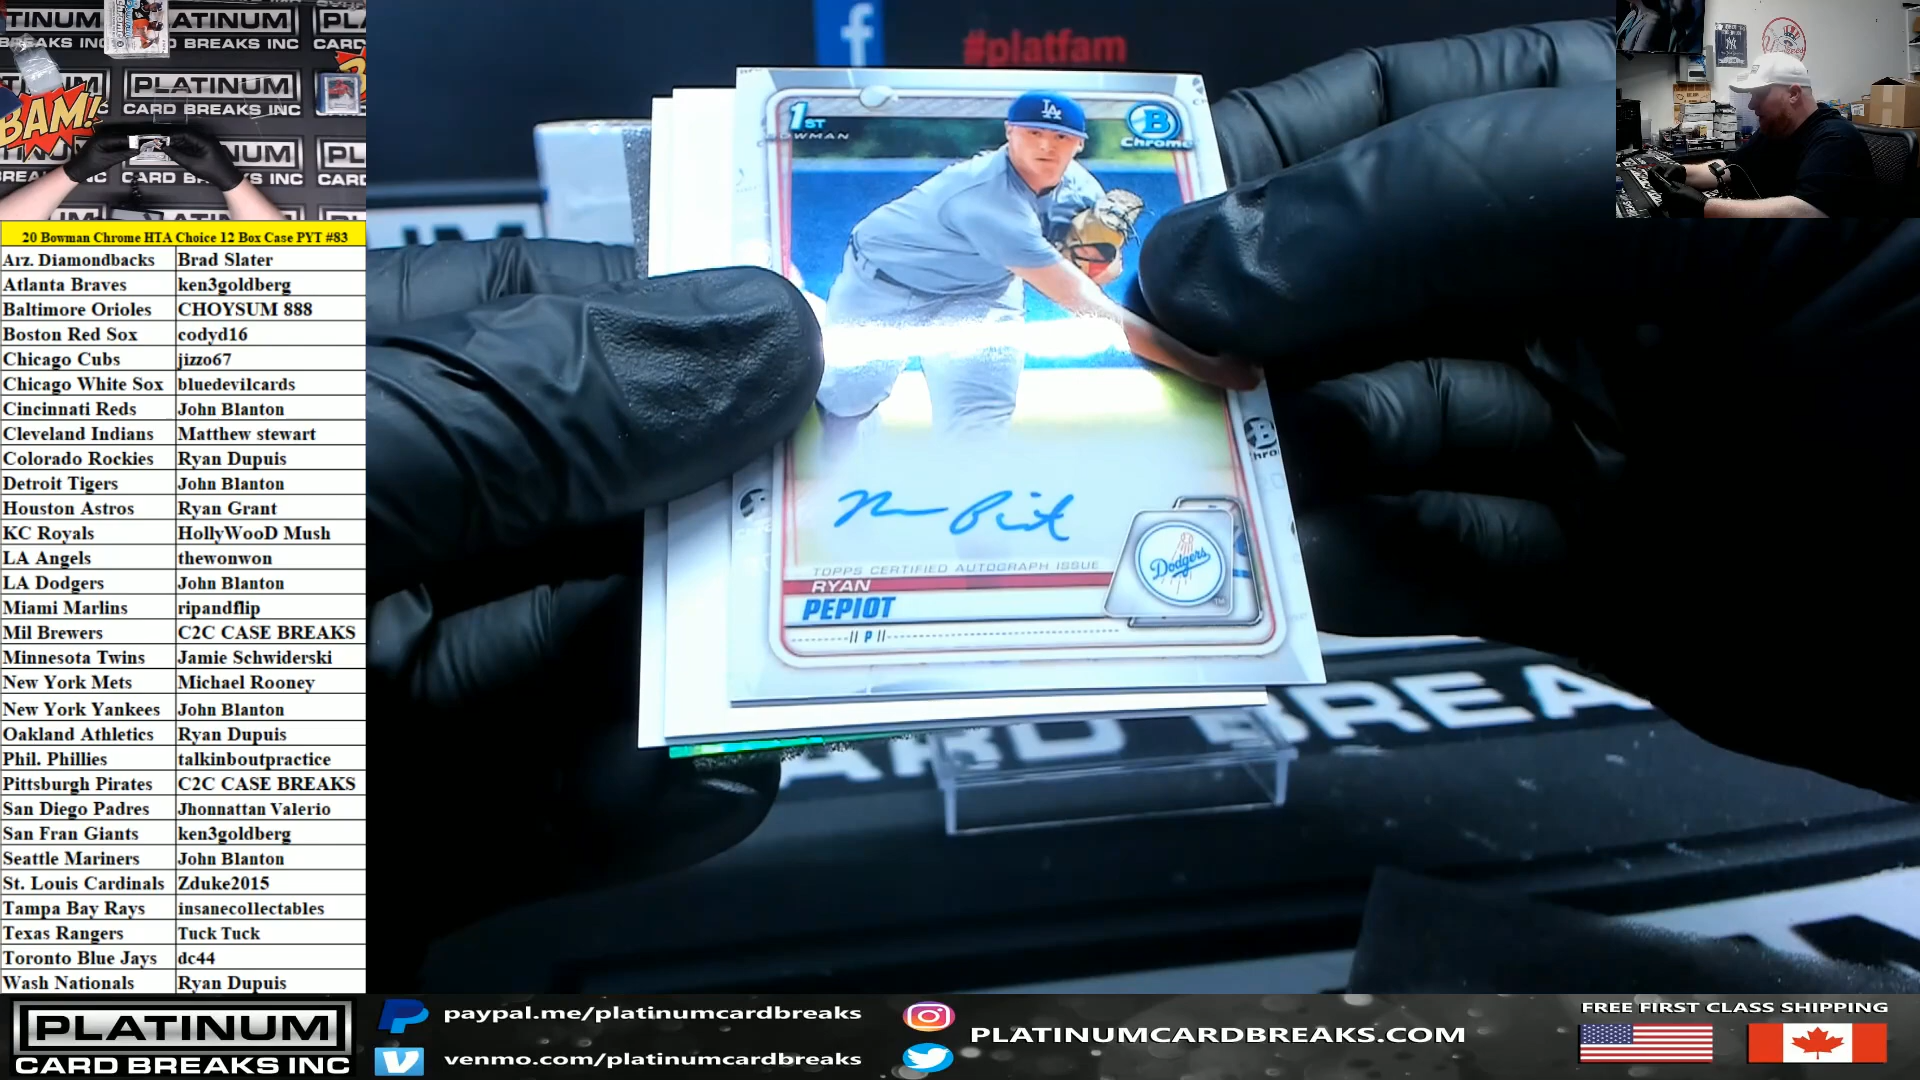 PLATINUM
CARD BREAKS INC
BAM!
#platfam
1ST
BOWMAN
B
Chrome
LA
TOPPS CERTIFIED AUTOGRAPH ISSUE
RYAN
PEPIOT
P
Dodgers
CARD BREA
20 Bowman Chrome HTA Choice 12 Box Case PYT #83
Arz. Diamondbacks Brad Slater
Atlanta Braves ken3goldberg
Baltimore Orioles CHOYSUM 888
Boston Red Sox codyd16
Chicago Cubs jizzo67
Chicago White Sox bluedevilcards
Cincinnati Reds John Blanton
Cleveland Indians Matthew stewart
Colorado Rockies Ryan Dupuis
Detroit Tigers John Blanton
Houston Astros Ryan Grant
KC Royals HollyWooD Mush
LA Angels thewonwon
LA Dodgers John Blanton
Miami Marlins ripandflip
Mil Brewers C2C CASE BREAKS
Minnesota Twins Jamie Schwiderski
New York Mets Michael Rooney
New York Yankees John Blanton
Oakland Athletics Ryan Dupuis
Phil. Phillies talkinboutpractice
Pittsburgh Pirates C2C CASE BREAKS
San Diego Padres Jhonnattan Valerio
San Fran Giants ken3goldberg
Seattle Mariners John Blanton
St. Louis Cardinals Zduke2015
Tampa Bay Rays insanecollectables
Texas Rangers Tuck Tuck
Toronto Blue Jays dc44
Wash Nationals Ryan Dupuis
PLATINUM
CARD BREAKS INC
paypal.me/platinumcardbreaks
venmo.com/platinumcardbreaks
PLATINUMCARDBREAKS.COM
FREE FIRST CLASS SHIPPING